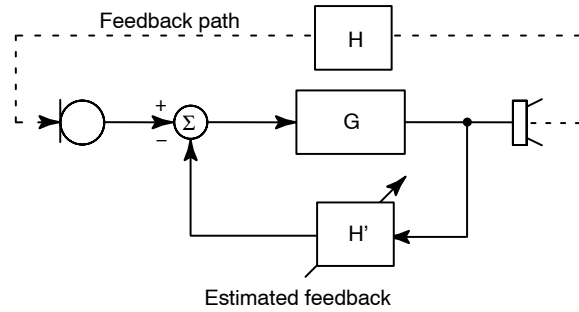 Feedback path
H
+
Σ
−
G
H'
Estimated feedback